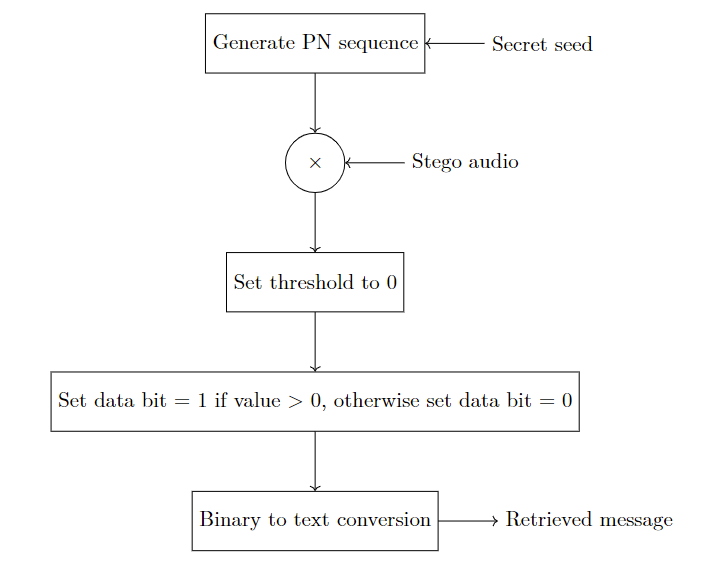 Generate PN sequence
Secret seed
×
Stego audio
Set threshold to 0
Set data bit = 1 if value > 0, otherwise set data bit = 0
Binary to text conversion
Retrieved message